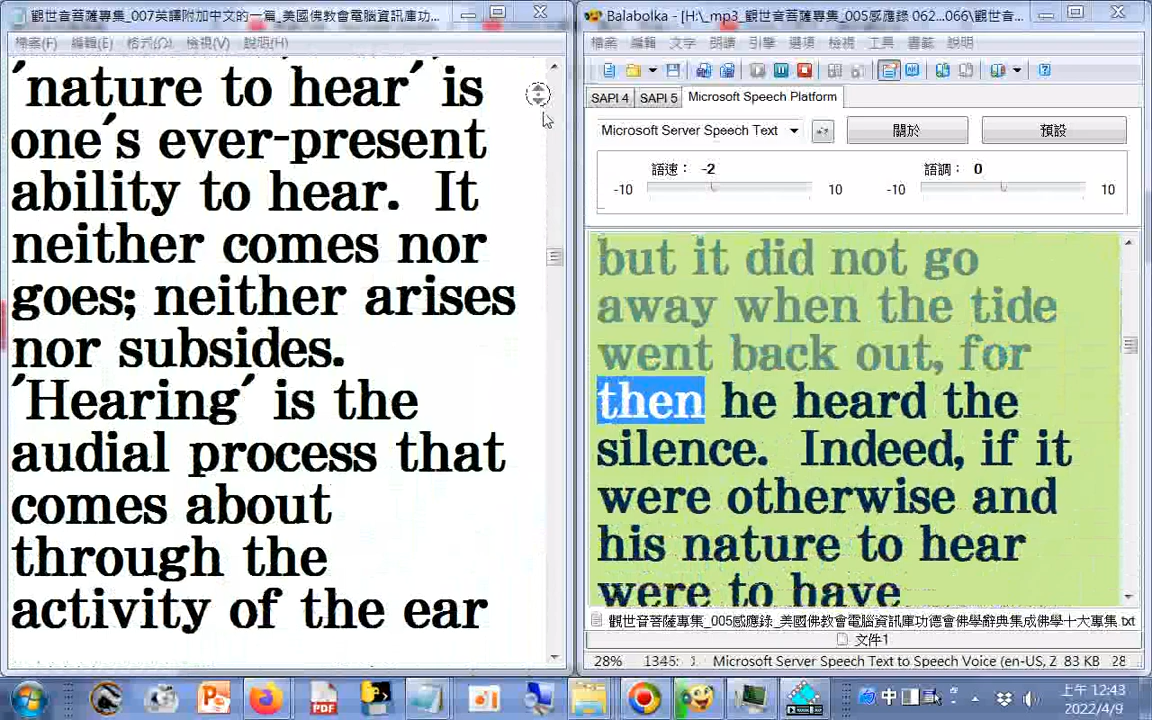 觀世音菩薩專集_007英譯附加中文的一篇_美國佛教會電腦資訊庫功...
檔案(F) 編輯(E) 格式(O) 檢視(V) 說明(H)
'nature to hear' is
one's ever-present
ability to hear. It
neither comes nor
goes; neither arises
nor subsides.
'Hearing' is the
audial process that
comes about
through the
activity of the ear
Balabolka - [H:\_mp3_觀世音菩薩專集_005感應錄 062...066\觀世音...
檔案 編輯 文字 朗讀 引擎 選項 檢視 工具 書籤 說明
SAPI 4 SAPI 5 Microsoft Speech Platform
Microsoft Server Speech Text 關於 預設
語速： -2 語調： 0
-10 10 -10 10
but it did not go
away when the tide
went back out, for
then he heard the
silence. Indeed, if it
were otherwise and
his nature to hear
were to have
觀世音菩薩專集_005感應錄_美國佛教會電腦資訊庫功德會佛學辭典集成佛學十大專集 txt
文件1
28% 1345: Microsoft Server Speech Text to Speech Voice (en-US, Z 83 KB 28
中 上午 12:43
2022/4/9